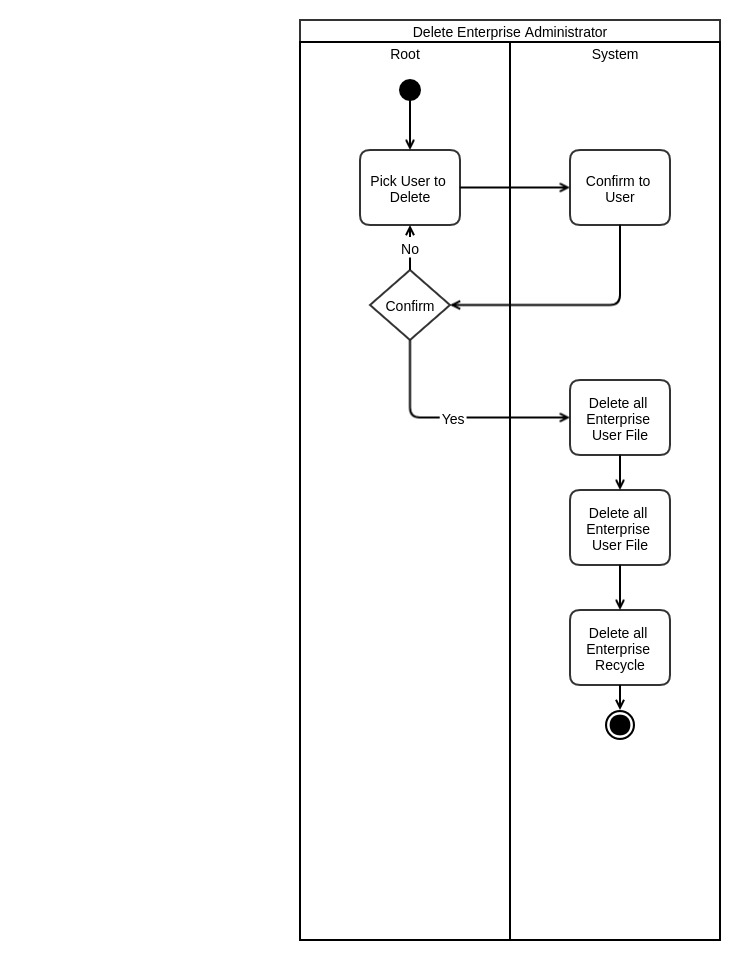 Delete Enterprise Administrator
Root
System
Pick User to
Delete
Confirm to
User
No
Confirm
Yes
Delete all
Enterprise
User File
Delete all
Enterprise
User File
Delete all
Enterprise
Recycle